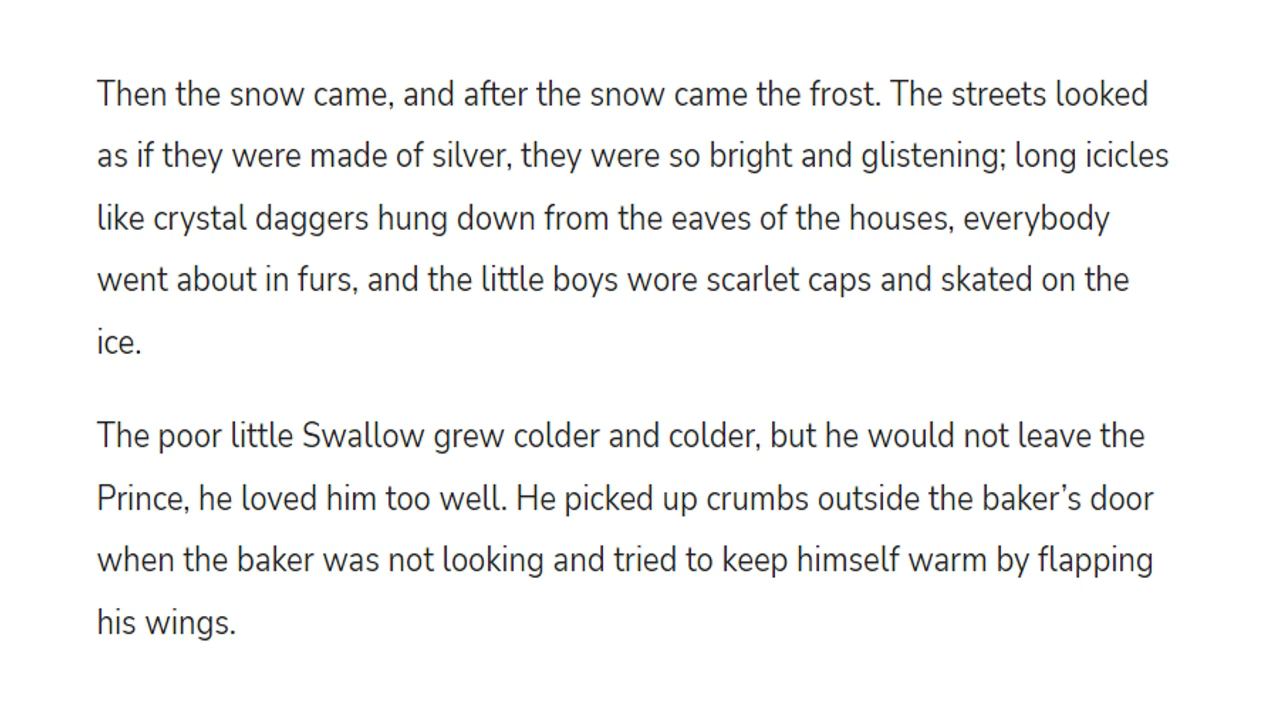 Then the snow came, and after the snow came the frost. The streets looked
as if they were made of silver, they were so bright and glistening; long icicles
like crystal daggers hung down from the eaves of the houses, everybody
went about in furs, and the little boys wore scarlet caps and skated on the
ice.
The poor little Swallow grew colder and colder, but he would not leave the
Prince, he loved him too well. He picked up crumbs outside the baker’s door
when the baker was not looking and tried to keep himself warm by flapping
his wings.